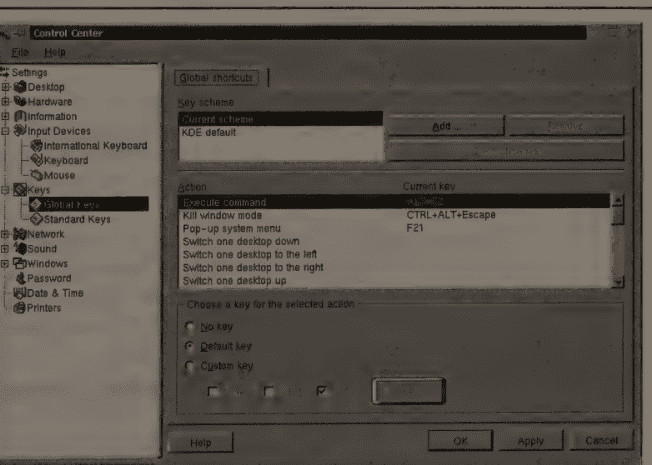 Control Center
File Help
Settings
Desktop
Hardware
Information
Input Devices
International Keyboard
Keyboard
Mouse
Keys
Global Keys
Standard Keys
Network
Sound
Windows
Password
Date & Time
Printers
Global shortcuts
Key scheme
Current scheme
KDE default
Add ...
Action Current key
Execute command
Kill window mode CTRL+ALT+Escape
Pop-up system menu F21
Switch one desktop down
Switch one desktop to the left
Switch one desktop to the right
Switch one desktop up
Choose a key for the selected action
No key
Default key
Custom key
Help OK Apply Cancel